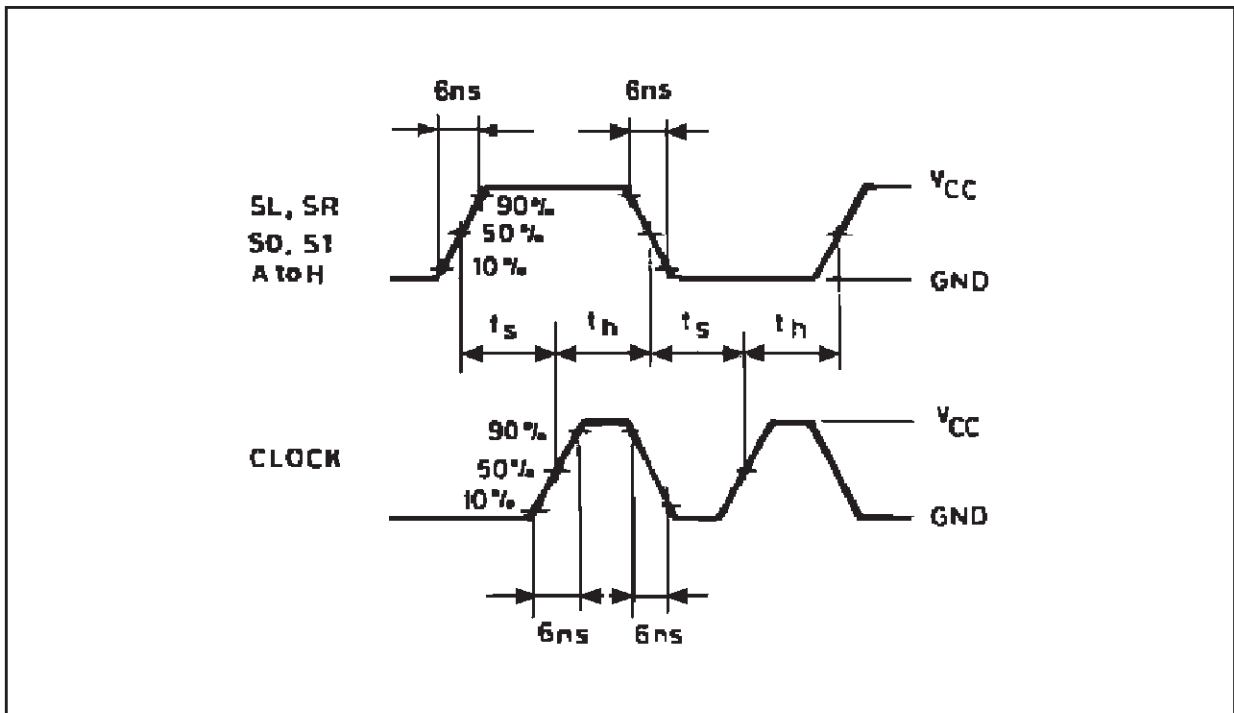 6ns 6ns
VCC
SL, SR
90%
S0, S1
50%
A to H
10%
GND
ts th ts th
VCC
90%
CLOCK
50%
10%
GND
6ns 6ns